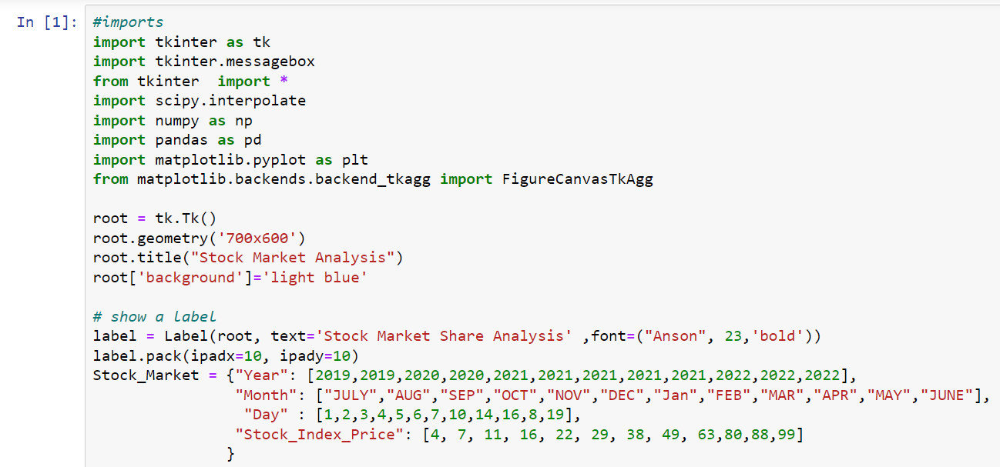 In [1]:
#imports
import tkinter as tk
import tkinter.messagebox
from tkinter  import *
import scipy.interpolate
import numpy as np
import pandas as pd
import matplotlib.pyplot as plt
from matplotlib.backends.backend_tkagg import FigureCanvasTkAgg
root = tk.Tk()
root.geometry('700x600')
root.title("Stock Market Analysis")
root['background']='light blue'
# show a label
label = Label(root, text='Stock Market Share Analysis' ,font=("Anson", 23,'bold'))
label.pack(ipadx=10, ipady=10)
Stock_Market = {"Year": [2019,2019,2020,2020,2021,2021,2021,2021,2021,2022,2022,2022],
"Month": ["JULY","AUG","SEP","OCT","NOV","DEC","Jan","FEB","MAR","APR","MAY","JUNE"],
"Day" : [1,2,3,4,5,6,7,10,14,16,8,19],
"Stock_Index_Price": [4, 7, 11, 16, 22, 29, 38, 49, 63,80,88,99]
}